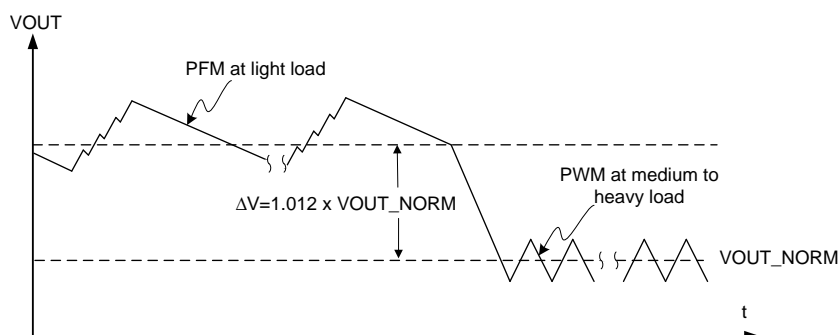 VOUT
PFM at light load
ΔV=1.012 x VOUT_NORM
PWM at medium to
heavy load
VOUT_NORM
t